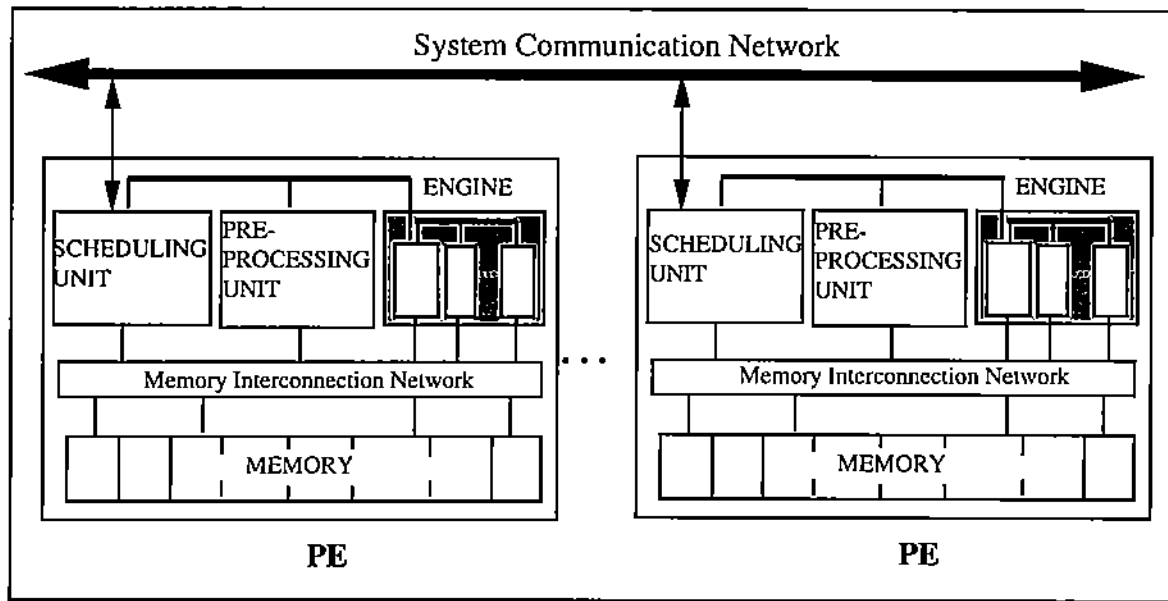 System Communication Network
ENGINE
SCHEDULING
UNIT
PRE-
PROCESSING
UNIT
Memory Interconnection Network
MEMORY
PE
...
ENGINE
SCHEDULING
UNIT
PRE-
PROCESSING
UNIT
Memory Interconnection Network
MEMORY
PE